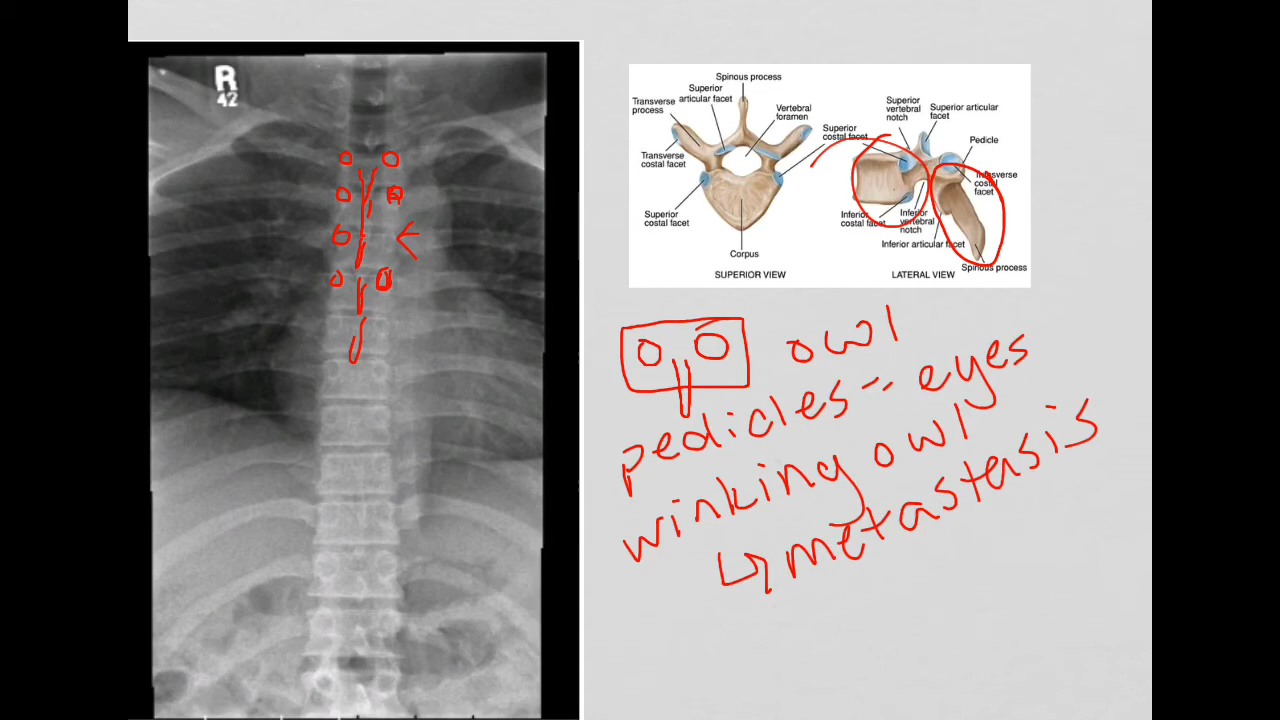 R
42
Spinous process
Superior
articular facet
Transverse
process
Vertebral
foramen
Transverse
costal facet
Superior
costal facet
Corpus
SUPERIOR VIEW
Superior
costal facet
Superior
vertebral
notch
Superior articular
facet
Pedicle
Transverse
costal
facet
Inferior
costal facet
Inferior
vertebral
notch
Inferior articular facet
Spinous process
LATERAL VIEW
owl
pedicles -- eyes
winking owl
↳ metastasis